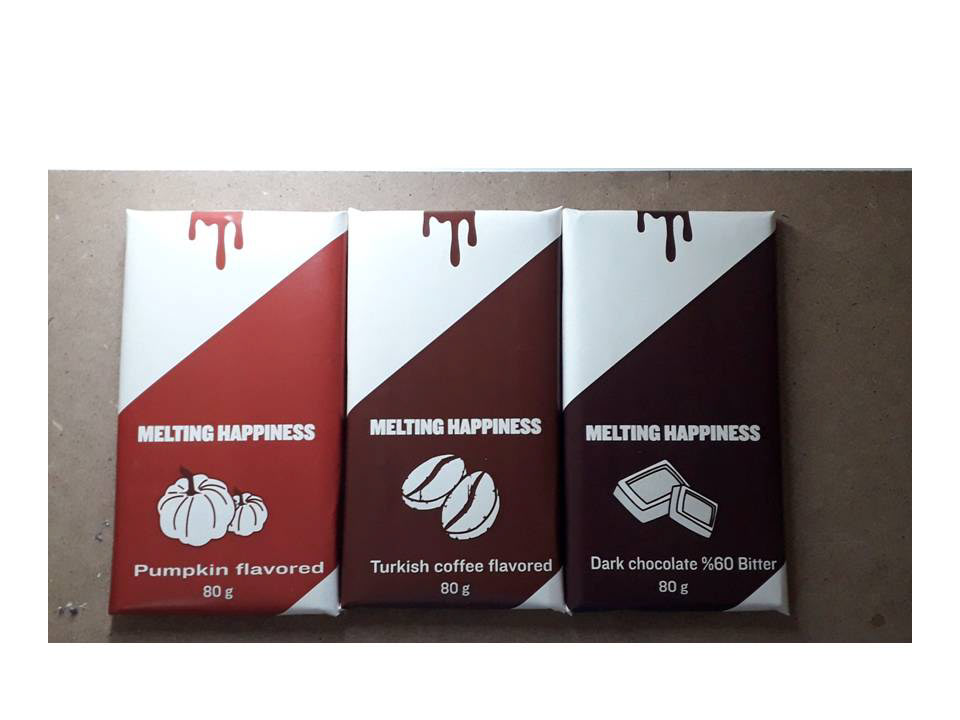 MELTING HAPPINESS
Pumpkin flavored
80 g
MELTING HAPPINESS
Turkish coffee flavored
80 g
MELTING HAPPINESS
Dark chocolate %60 Bitter
80 g